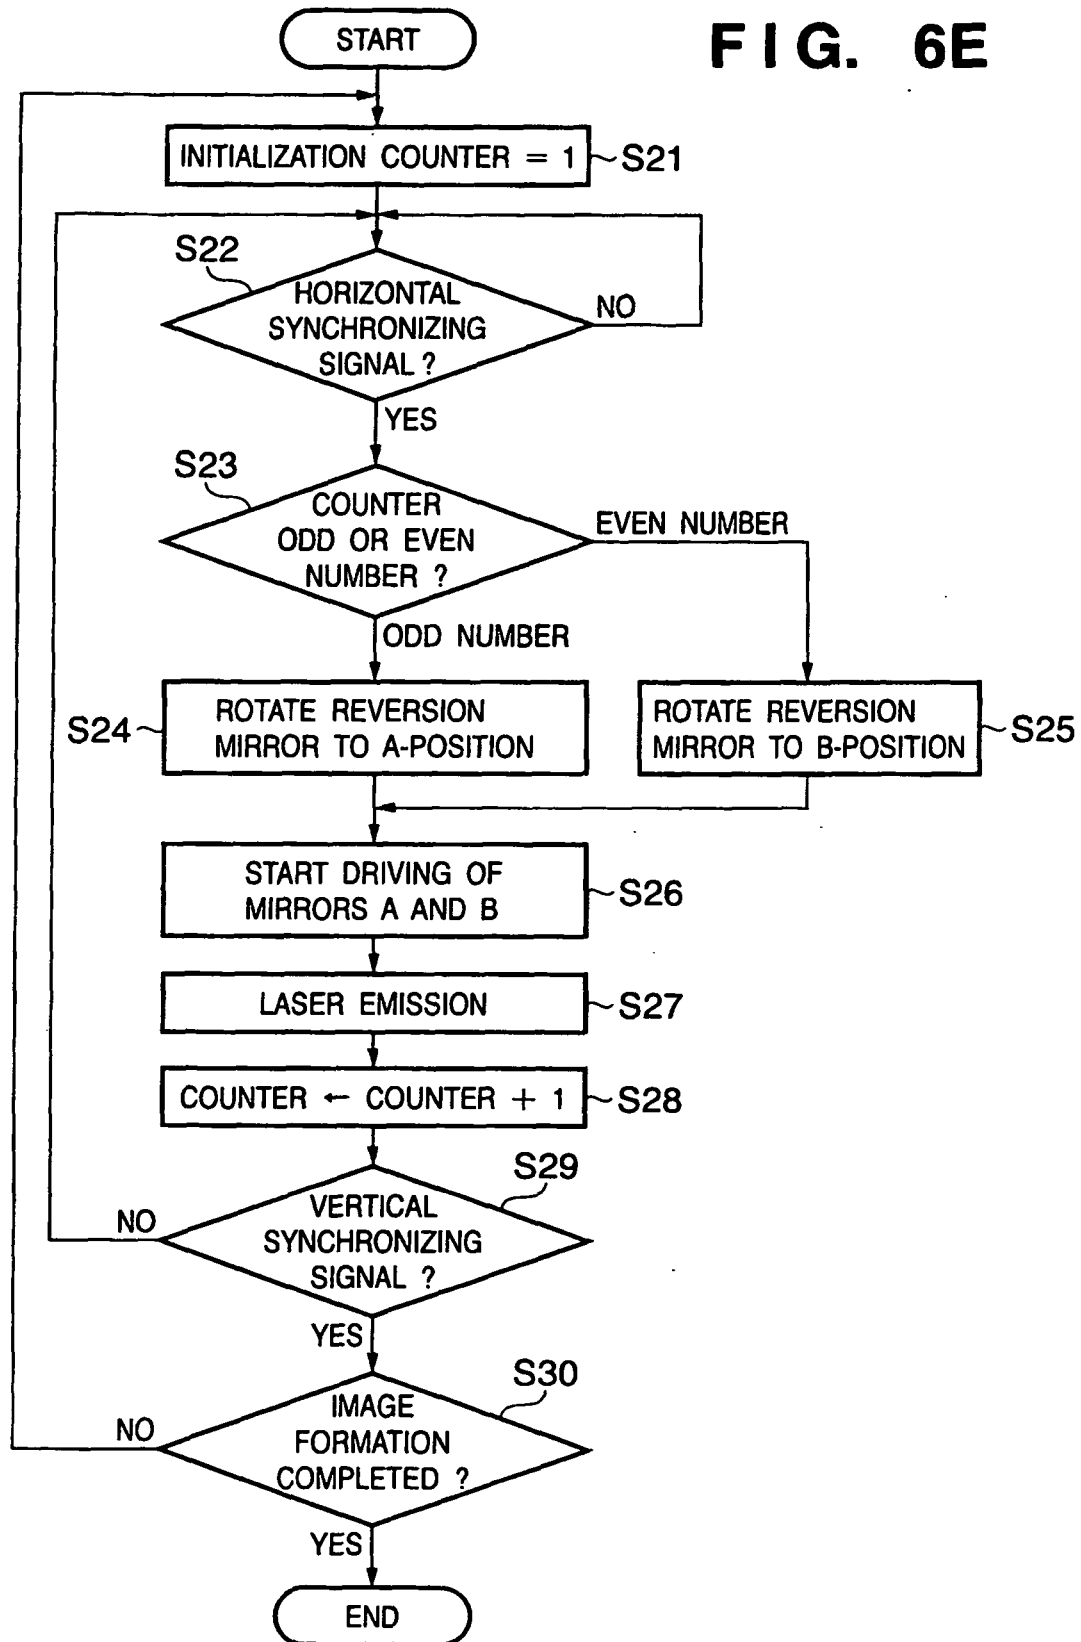 START
FIG. 6E
INITIALIZATION COUNTER = 1
S21
S22
HORIZONTAL
SYNCHRONIZING
SIGNAL ?
NO
YES
S23
COUNTER
ODD OR EVEN
NUMBER ?
EVEN NUMBER
ODD NUMBER
S24
ROTATE REVERSION
MIRROR TO A-POSITION
ROTATE REVERSION
MIRROR TO B-POSITION
S25
START DRIVING OF
MIRRORS A AND B
S26
LASER EMISSION
S27
COUNTER ← COUNTER + 1
S28
S29
VERTICAL
SYNCHRONIZING
SIGNAL ?
NO
YES
S30
IMAGE
FORMATION
COMPLETED ?
NO
YES
END